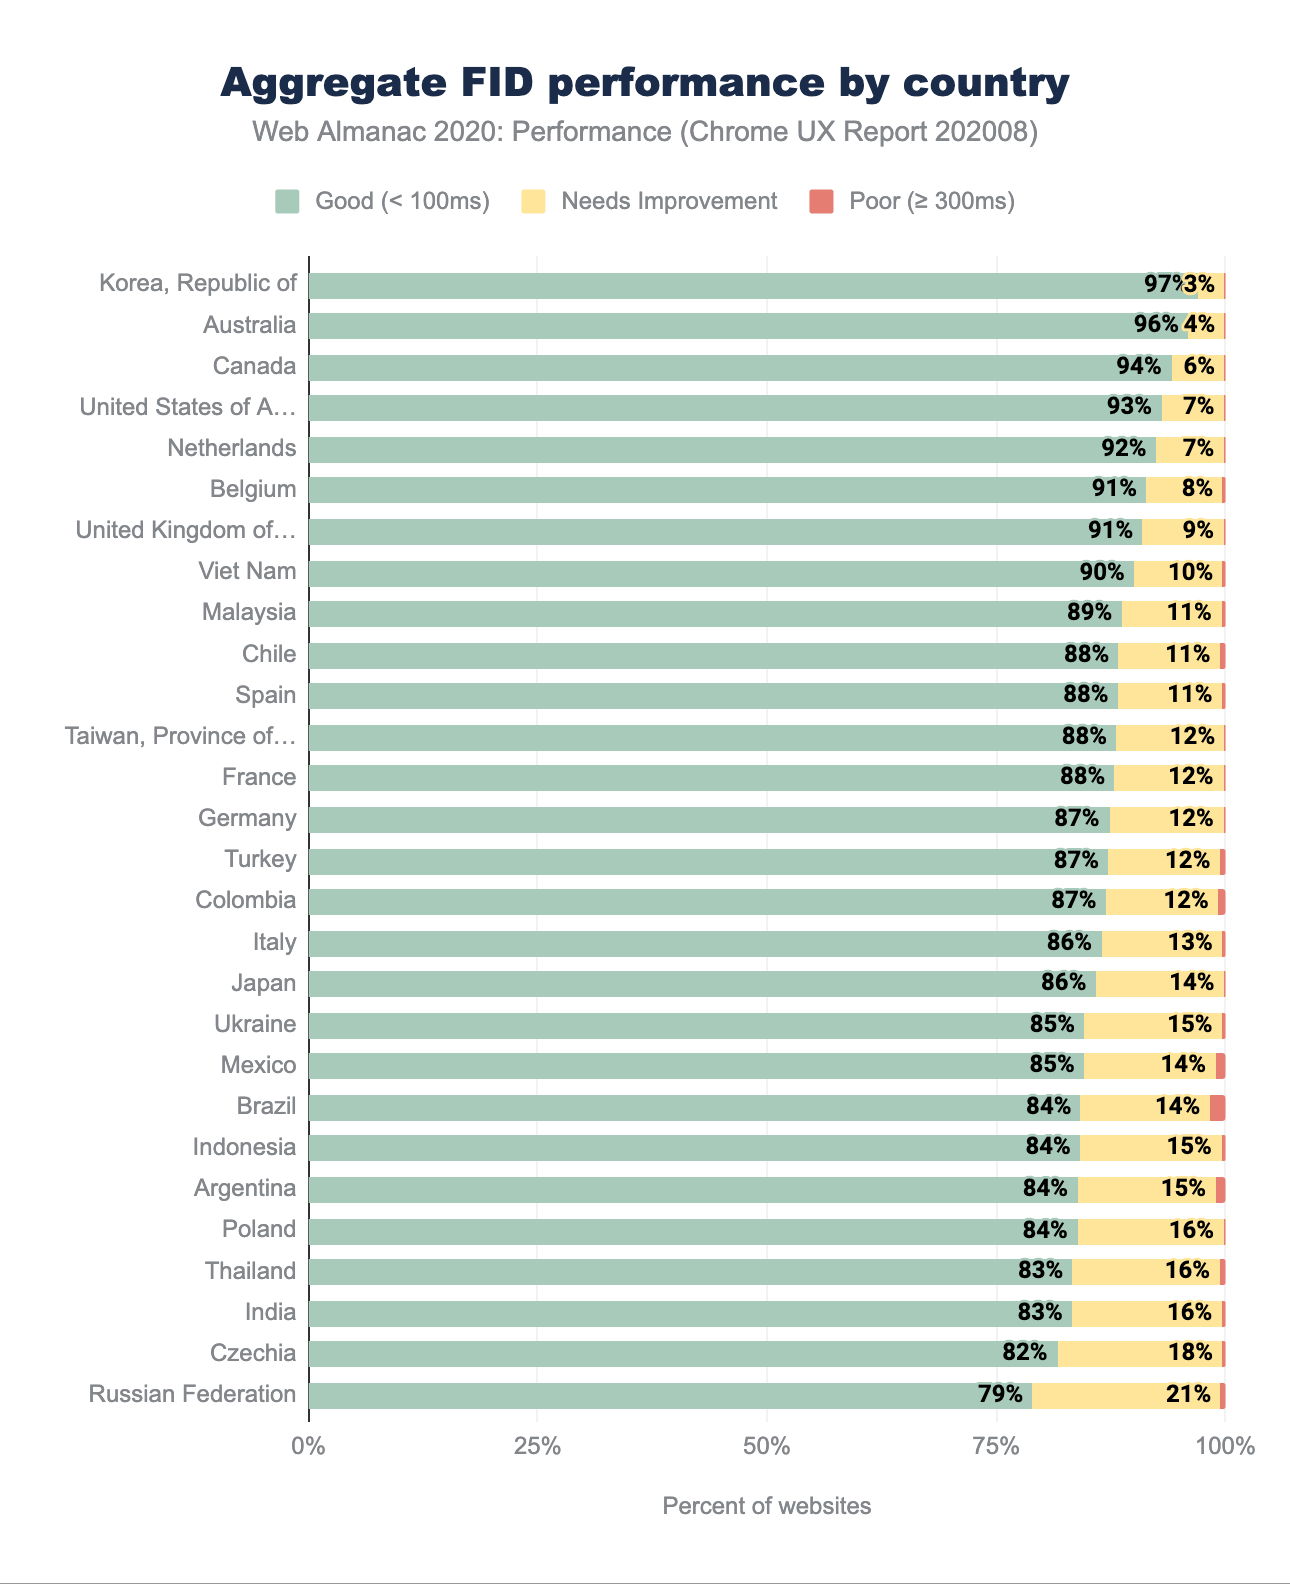 Aggregate FID performance by country
Web Almanac 2020: Performance (Chrome UX Report 202008)
Good (< 100ms) Needs Improvement Poor (≥ 300ms)
Korea, Republic of 97% 3%
Australia 96% 4%
Canada 94% 6%
United States of A… 93% 7%
Netherlands 92% 7%
Belgium 91% 8%
United Kingdom of… 91% 9%
Viet Nam 90% 10%
Malaysia 89% 11%
Chile 88% 11%
Spain 88% 11%
Taiwan, Province of… 88% 12%
France 88% 12%
Germany 87% 12%
Turkey 87% 12%
Colombia 87% 12%
Italy 86% 13%
Japan 86% 14%
Ukraine 85% 15%
Mexico 85% 14%
Brazil 84% 14%
Indonesia 84% 15%
Argentina 84% 15%
Poland 84% 16%
Thailand 83% 16%
India 83% 16%
Czechia 82% 18%
Russian Federation 79% 21%
0% 25% 50% 75% 100%
Percent of websites